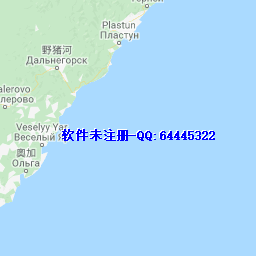 Терней
Plastun
Пластун
野猪河
Дальнегорск
alerovo
лерово
Veselyy Yar
Веселый Я
软件未注册-QQ:64445322
奥加
Ольга